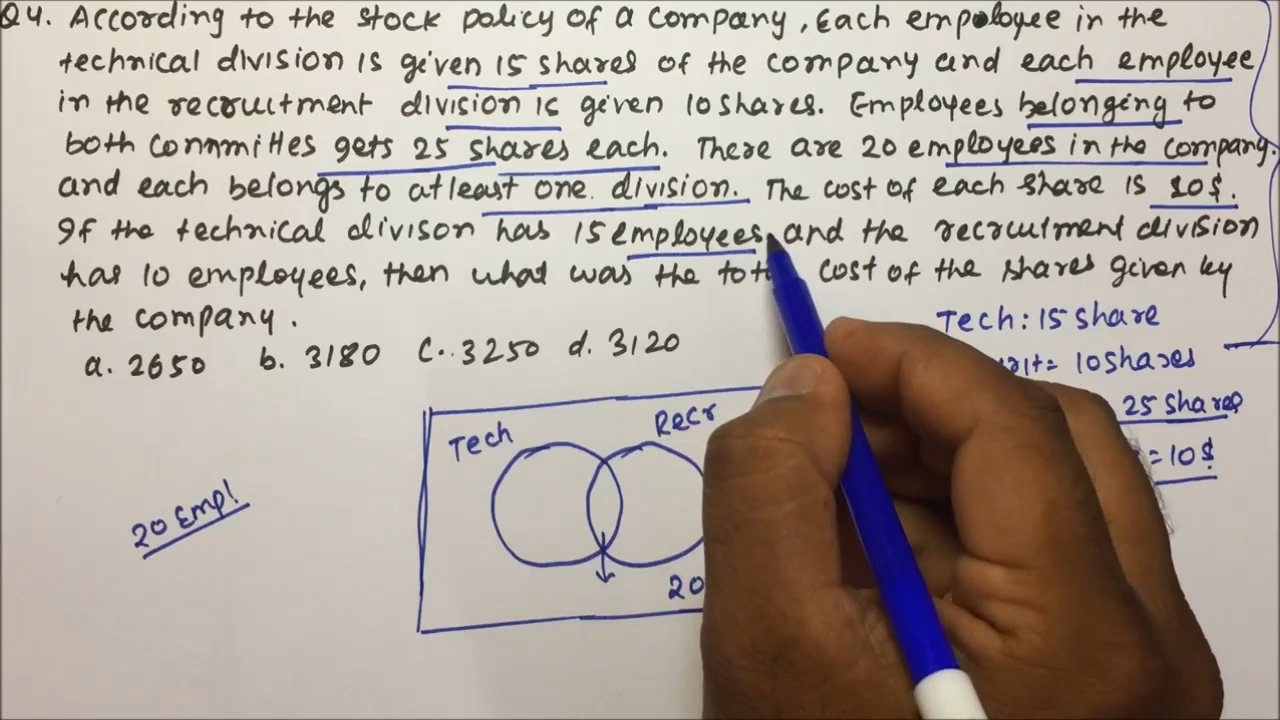 Q4. According to the stock policy of a company, Each empoloyee in the
technical division is given 15 shares of the company and each employee
in the recruitment division is given 10 shares. Employees belonging to
both committes gets 25 shares each. There are 20 employees in the company.
and each belongs to atleast one division. The cost of each share is 10$.
If the technical divison has 15 employees, and the recruitment division
has 10 employees, then what was the cost of the shares given by
the company.
a. 2650 b. 3180 c. 3250 d. 3120
Tech: 15 share
= 10 shares
25 shares
= 10$
Tech Recr
20 Empl
20